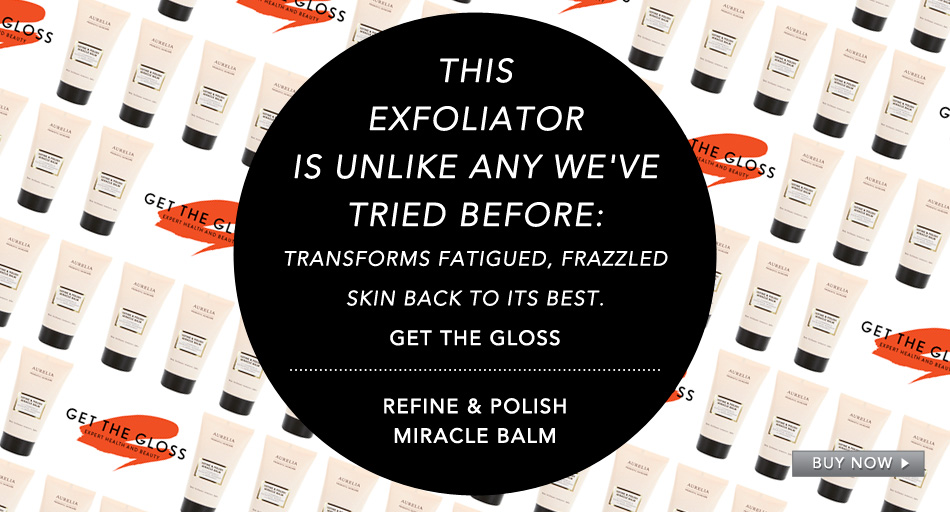 THIS
EXFOLIATOR
IS UNLIKE ANY WE'VE
TRIED BEFORE:
TRANSFORMS FATIGUED, FRAZZLED
SKIN BACK TO ITS BEST.
GET THE GLOSS
REFINE & POLISH
MIRACLE BALM
BUY NOW
GET THE GLOSS
EXPERT HEALTH AND BEAUTY
AURELIA